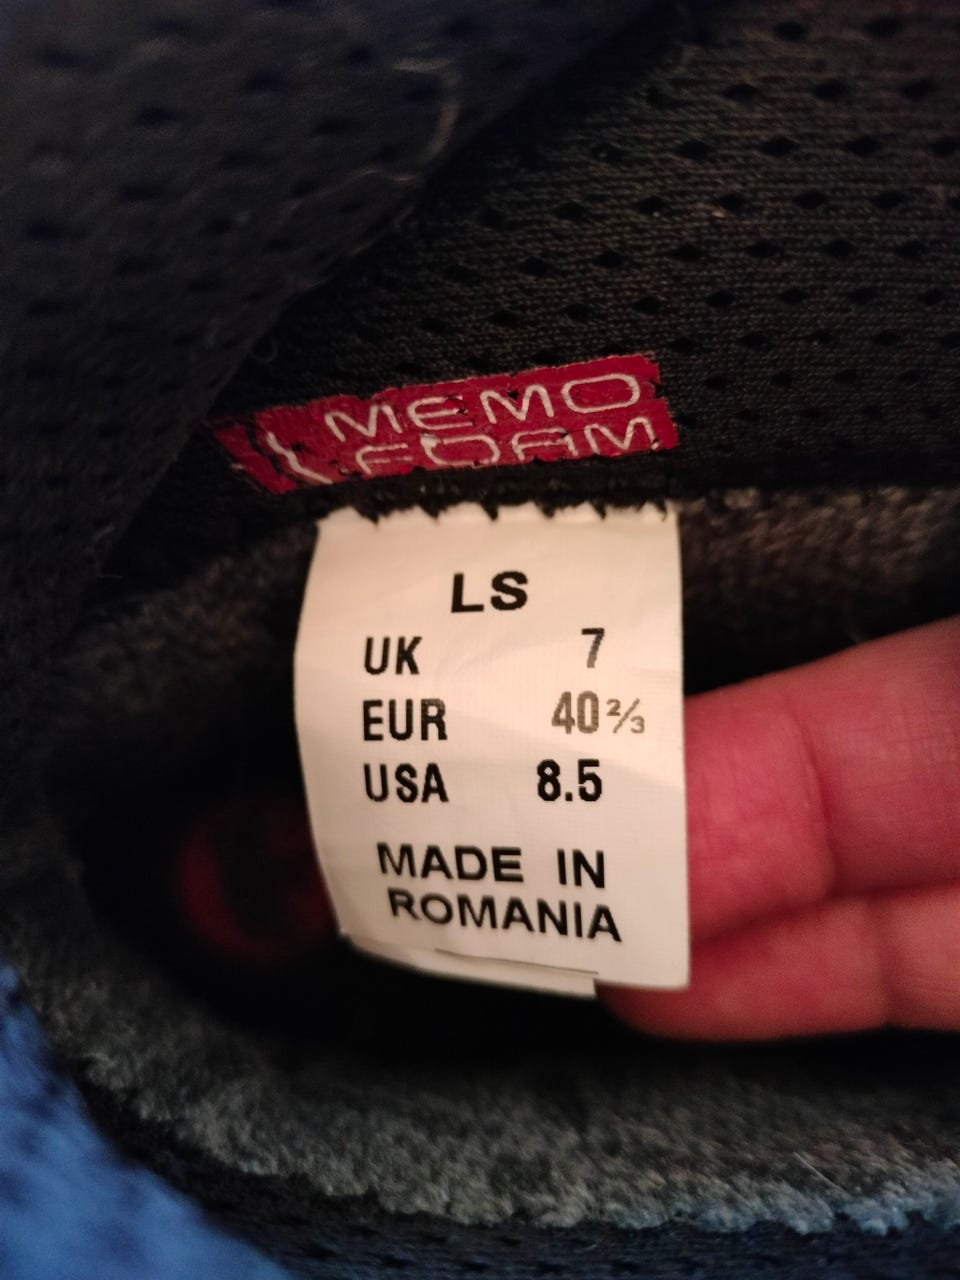 MEMO
FOAM
LS
UK 7
EUR 40⅔
USA 8.5
MADE IN
ROMANIA